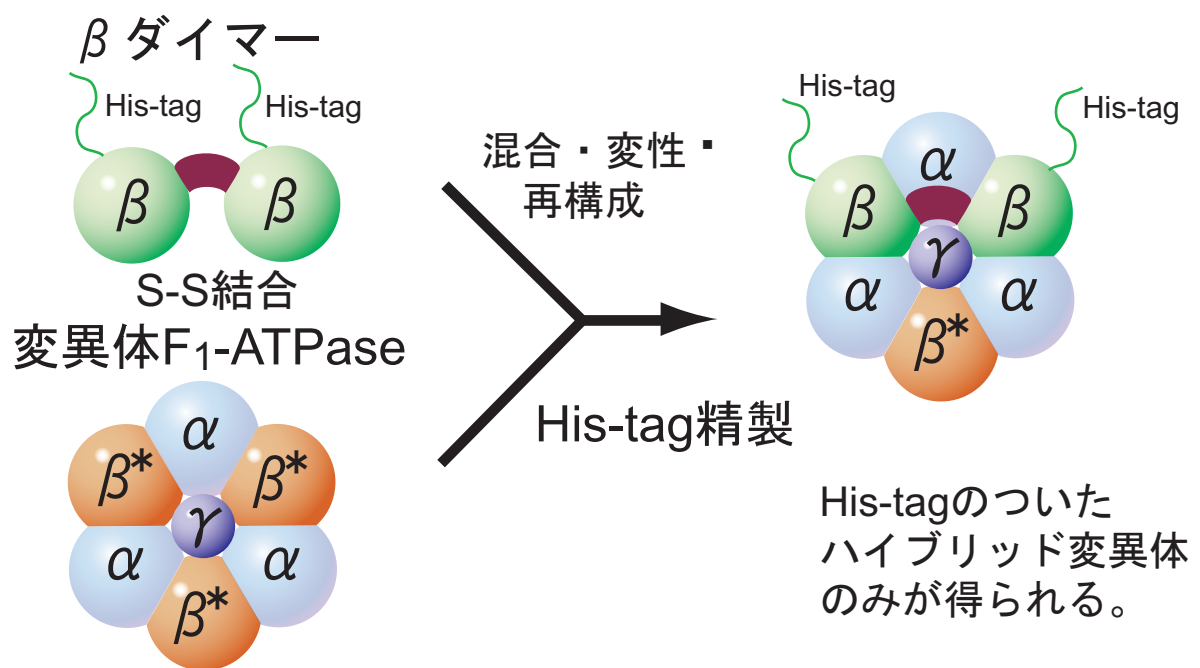 β ダイマー
His-tag
His-tag
β
β
S-S結合
変異体F₁-ATPase
α
β*
β*
γ
α
α
β*
混合・変性・
再構成
His-tag精製
His-tag
His-tag
α
β
β
γ
α
α
β*
His-tagのついた
ハイブリッド変異体
のみが得られる。